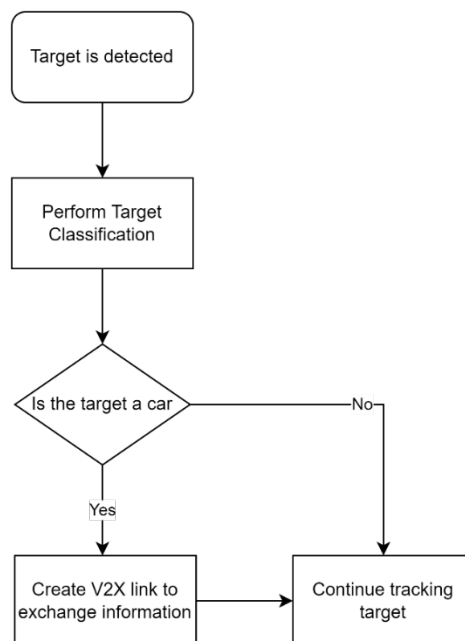 Target is detected
Perform Target
Classification
Is the target a car
No
Yes
Create V2X link to
exchange information
Continue tracking
target